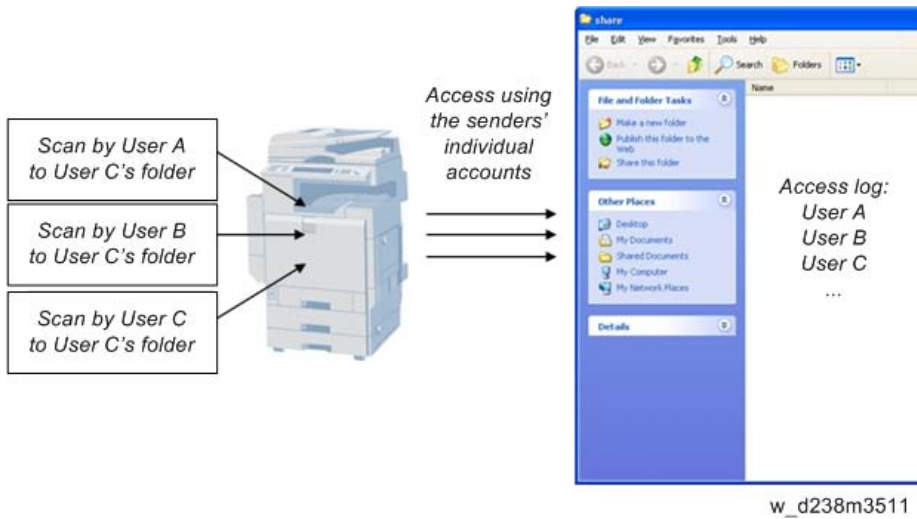 Scan by User A
to User C's folder
Scan by User B
to User C's folder
Scan by User C
to User C's folder
Access using
the senders'
individual
accounts
share
File Edit View Favorites Tools Help
Back Search Folders
Name
File and Folder Tasks
Make a new folder
Publish this folder to the
Web
Share this folder
Other Places
Desktop
My Documents
Shared Documents
My Computer
My Network Places
Details
Access log:
User A
User B
User C
...
w_d238m3511